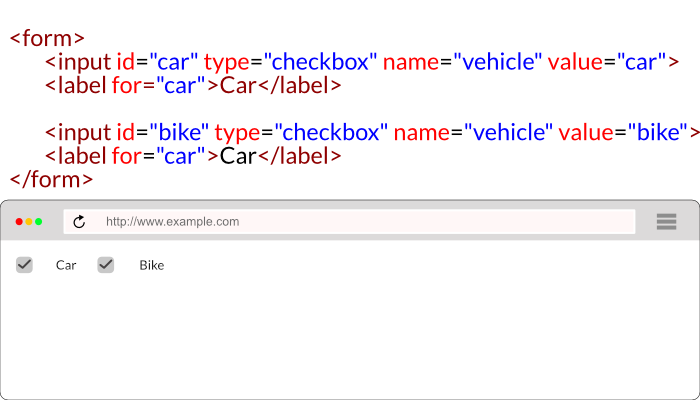 <form>
<input id="car" type="checkbox" name="vehicle" value="car">
<label for="car">Car</label>
<input id="bike" type="checkbox" name="vehicle" value="bike">
<label for="car">Car</label>
</form>
http://www.example.com
Car Bike